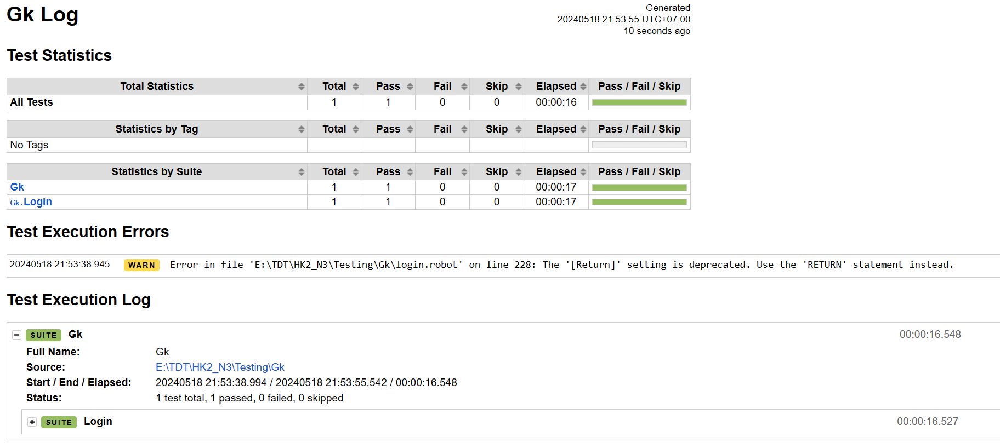 Gk Log
Generated
20240518 21:53:55 UTC+07:00
10 seconds ago
Test Statistics
Total Statistics Total Pass Fail Skip Elapsed Pass / Fail / Skip
All Tests 1 1 0 0 00:00:16
Statistics by Tag Total Pass Fail Skip Elapsed Pass / Fail / Skip
No Tags
Statistics by Suite Total Pass Fail Skip Elapsed Pass / Fail / Skip
Gk 1 1 0 0 00:00:17
Gk.Login 1 1 0 0 00:00:17
Test Execution Errors
20240518 21:53:38.945 WARN Error in file 'E:\TDT\HK2_N3\Testing\Gk\login.robot' on line 228: The '[Return]' setting is deprecated. Use the 'RETURN' statement instead.
Test Execution Log
SUITE Gk 00:00:16.548
Full Name: Gk
Source: E:\TDT\HK2_N3\Testing\Gk
Start / End / Elapsed: 20240518 21:53:38.994 / 20240518 21:53:55.542 / 00:00:16.548
Status: 1 test total, 1 passed, 0 failed, 0 skipped
SUITE Login 00:00:16.527